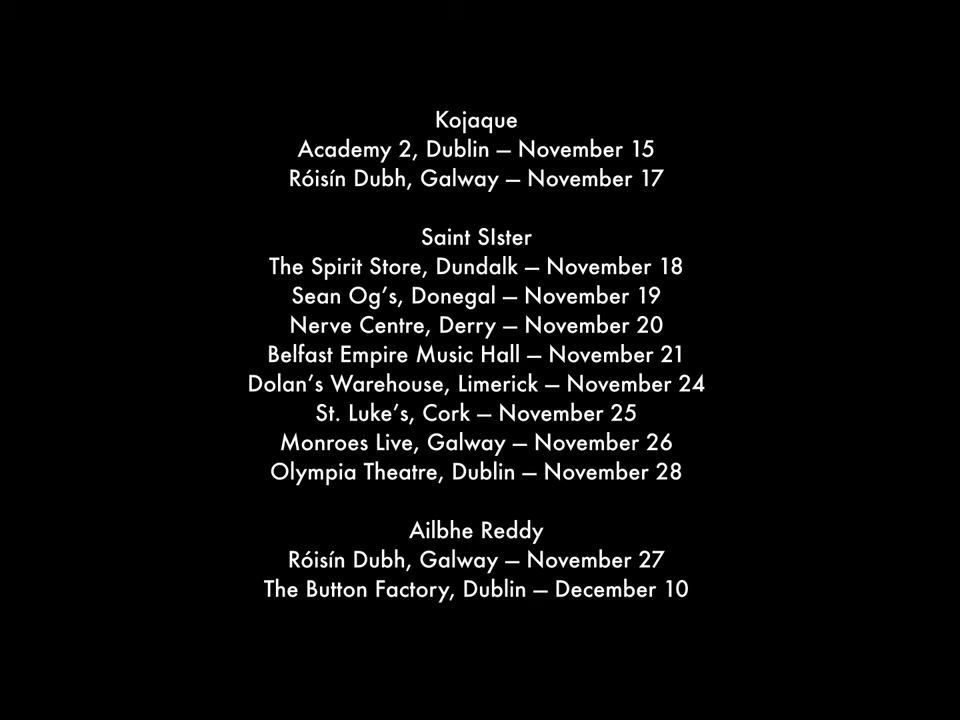 Kojaque
Academy 2, Dublin – November 15
Róisín Dubh, Galway – November 17
Saint SIster
The Spirit Store, Dundalk – November 18
Sean Og’s, Donegal – November 19
Nerve Centre, Derry – November 20
Belfast Empire Music Hall – November 21
Dolan’s Warehouse, Limerick – November 24
St. Luke’s, Cork – November 25
Monroes Live, Galway – November 26
Olympia Theatre, Dublin – November 28
Ailbhe Reddy
Róisín Dubh, Galway – November 27
The Button Factory, Dublin – December 10